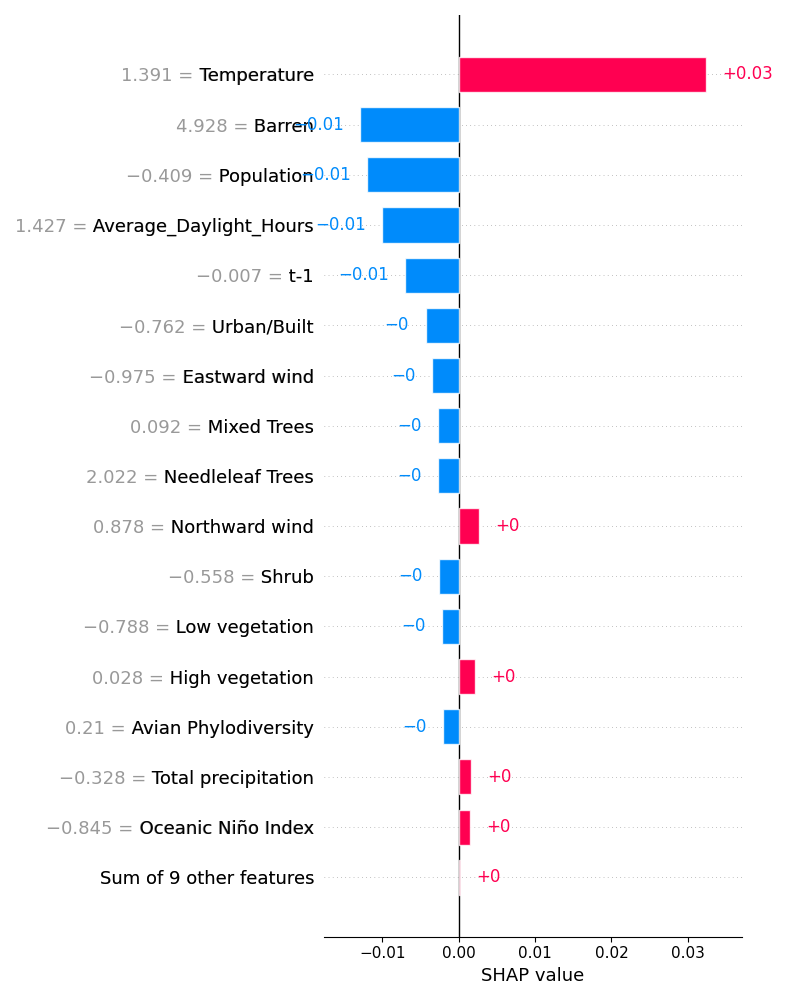 1.391 = Temperature +0.03
4.928 = Barren −0.01
−0.409 = Population −0.01
1.427 = Average_Daylight_Hours −0.01
−0.007 = t-1 −0.01
−0.762 = Urban/Built −0
−0.975 = Eastward wind −0
0.092 = Mixed Trees −0
2.022 = Needleleaf Trees −0
0.878 = Northward wind +0
−0.558 = Shrub −0
−0.788 = Low vegetation −0
0.028 = High vegetation +0
0.21 = Avian Phylodiversity −0
−0.328 = Total precipitation +0
−0.845 = Oceanic Niño Index +0
Sum of 9 other features +0
−0.01 0.00 0.01 0.02 0.03
SHAP value